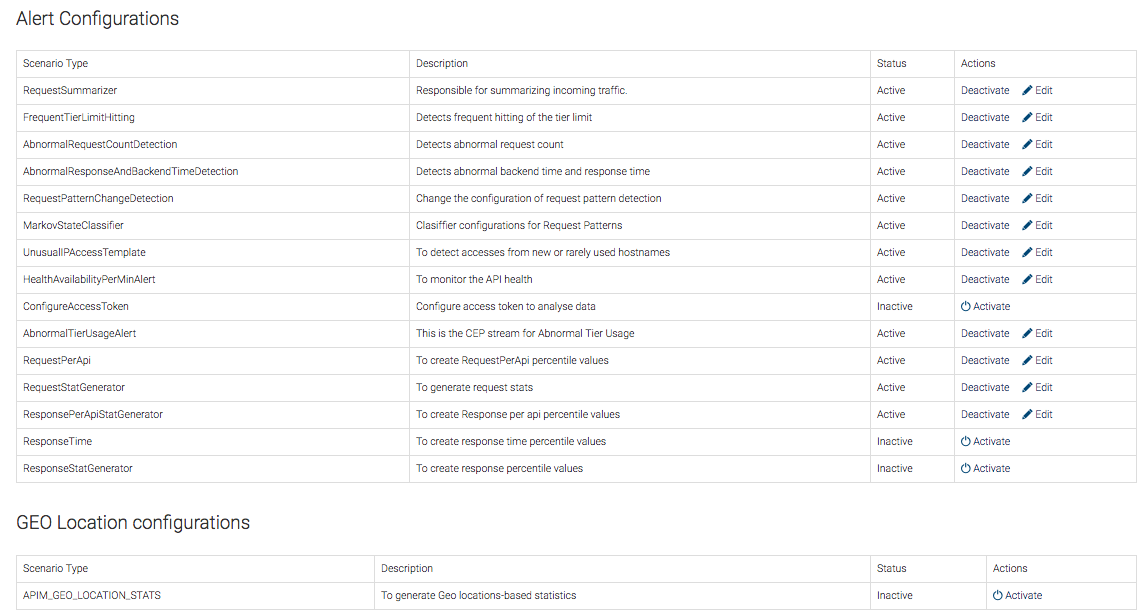 Alert Configurations
Scenario Type Description Status Actions
RequestSummarizer Responsible for summarizing incoming traffic. Active Deactivate Edit
FrequentTierLimitHitting Detects frequent hitting of the tier limit Active Deactivate Edit
AbnormalRequestCountDetection Detects abnormal request count Active Deactivate Edit
AbnormalResponseAndBackendTimeDetection Detects abnormal backend time and response time Active Deactivate Edit
RequestPatternChangeDetection Change the configuration of request pattern detection Active Deactivate Edit
MarkovStateClassifier Clasiffier configurations for Request Patterns Active Deactivate Edit
UnusualIPAccessTemplate To detect accesses from new or rarely used hostnames Active Deactivate Edit
HealthAvailabilityPerMinAlert To monitor the API health Active Deactivate Edit
ConfigureAccessToken Configure access token to analyse data Inactive Activate
AbnormalTierUsageAlert This is the CEP stream for Abnormal Tier Usage Active Deactivate Edit
RequestPerApi To create RequestPerApi percentile values Active Deactivate Edit
RequestStatGenerator To generate request stats Active Deactivate Edit
ResponsePerApiStatGenerator To create Response per api percentile values Active Deactivate Edit
ResponseTime To create response time percentile values Inactive Activate
ResponseStatGenerator To create response percentile values Inactive Activate
GEO Location configurations
Scenario Type Description Status Actions
APIM_GEO_LOCATION_STATS To generate Geo locations-based statistics Inactive Activate